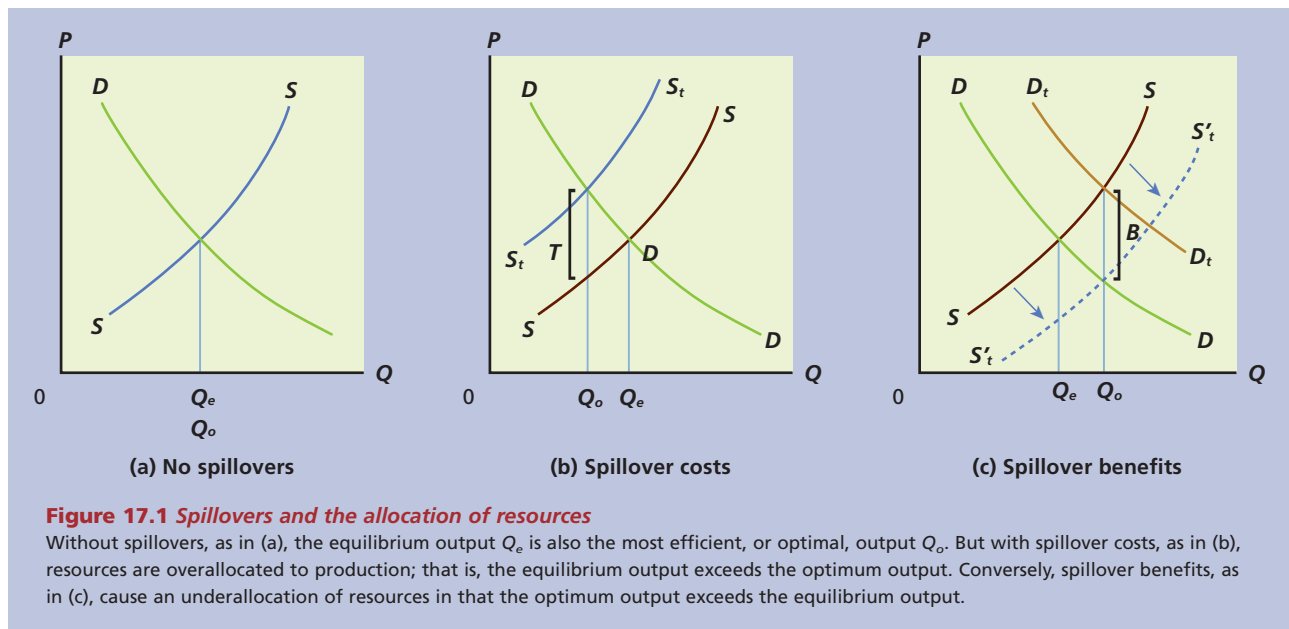 P
D
S
S
0
Qe
Qo
Q
(a) No spillovers
P
D
St
S
St
T
D
S
D
0
Qo
Qe
Q
(b) Spillover costs
P
D
Dt
S
S't
B
Dt
S
S't
D
0
Qe
Qo
Q
(c) Spillover benefits
Figure 17.1 Spillovers and the allocation of resources
Without spillovers, as in (a), the equilibrium output Qe is also the most efficient, or optimal, output Qo. But with spillover costs, as in (b),
resources are overallocated to production; that is, the equilibrium output exceeds the optimum output. Conversely, spillover benefits, as
in (c), cause an underallocation of resources in that the optimum output exceeds the equilibrium output.